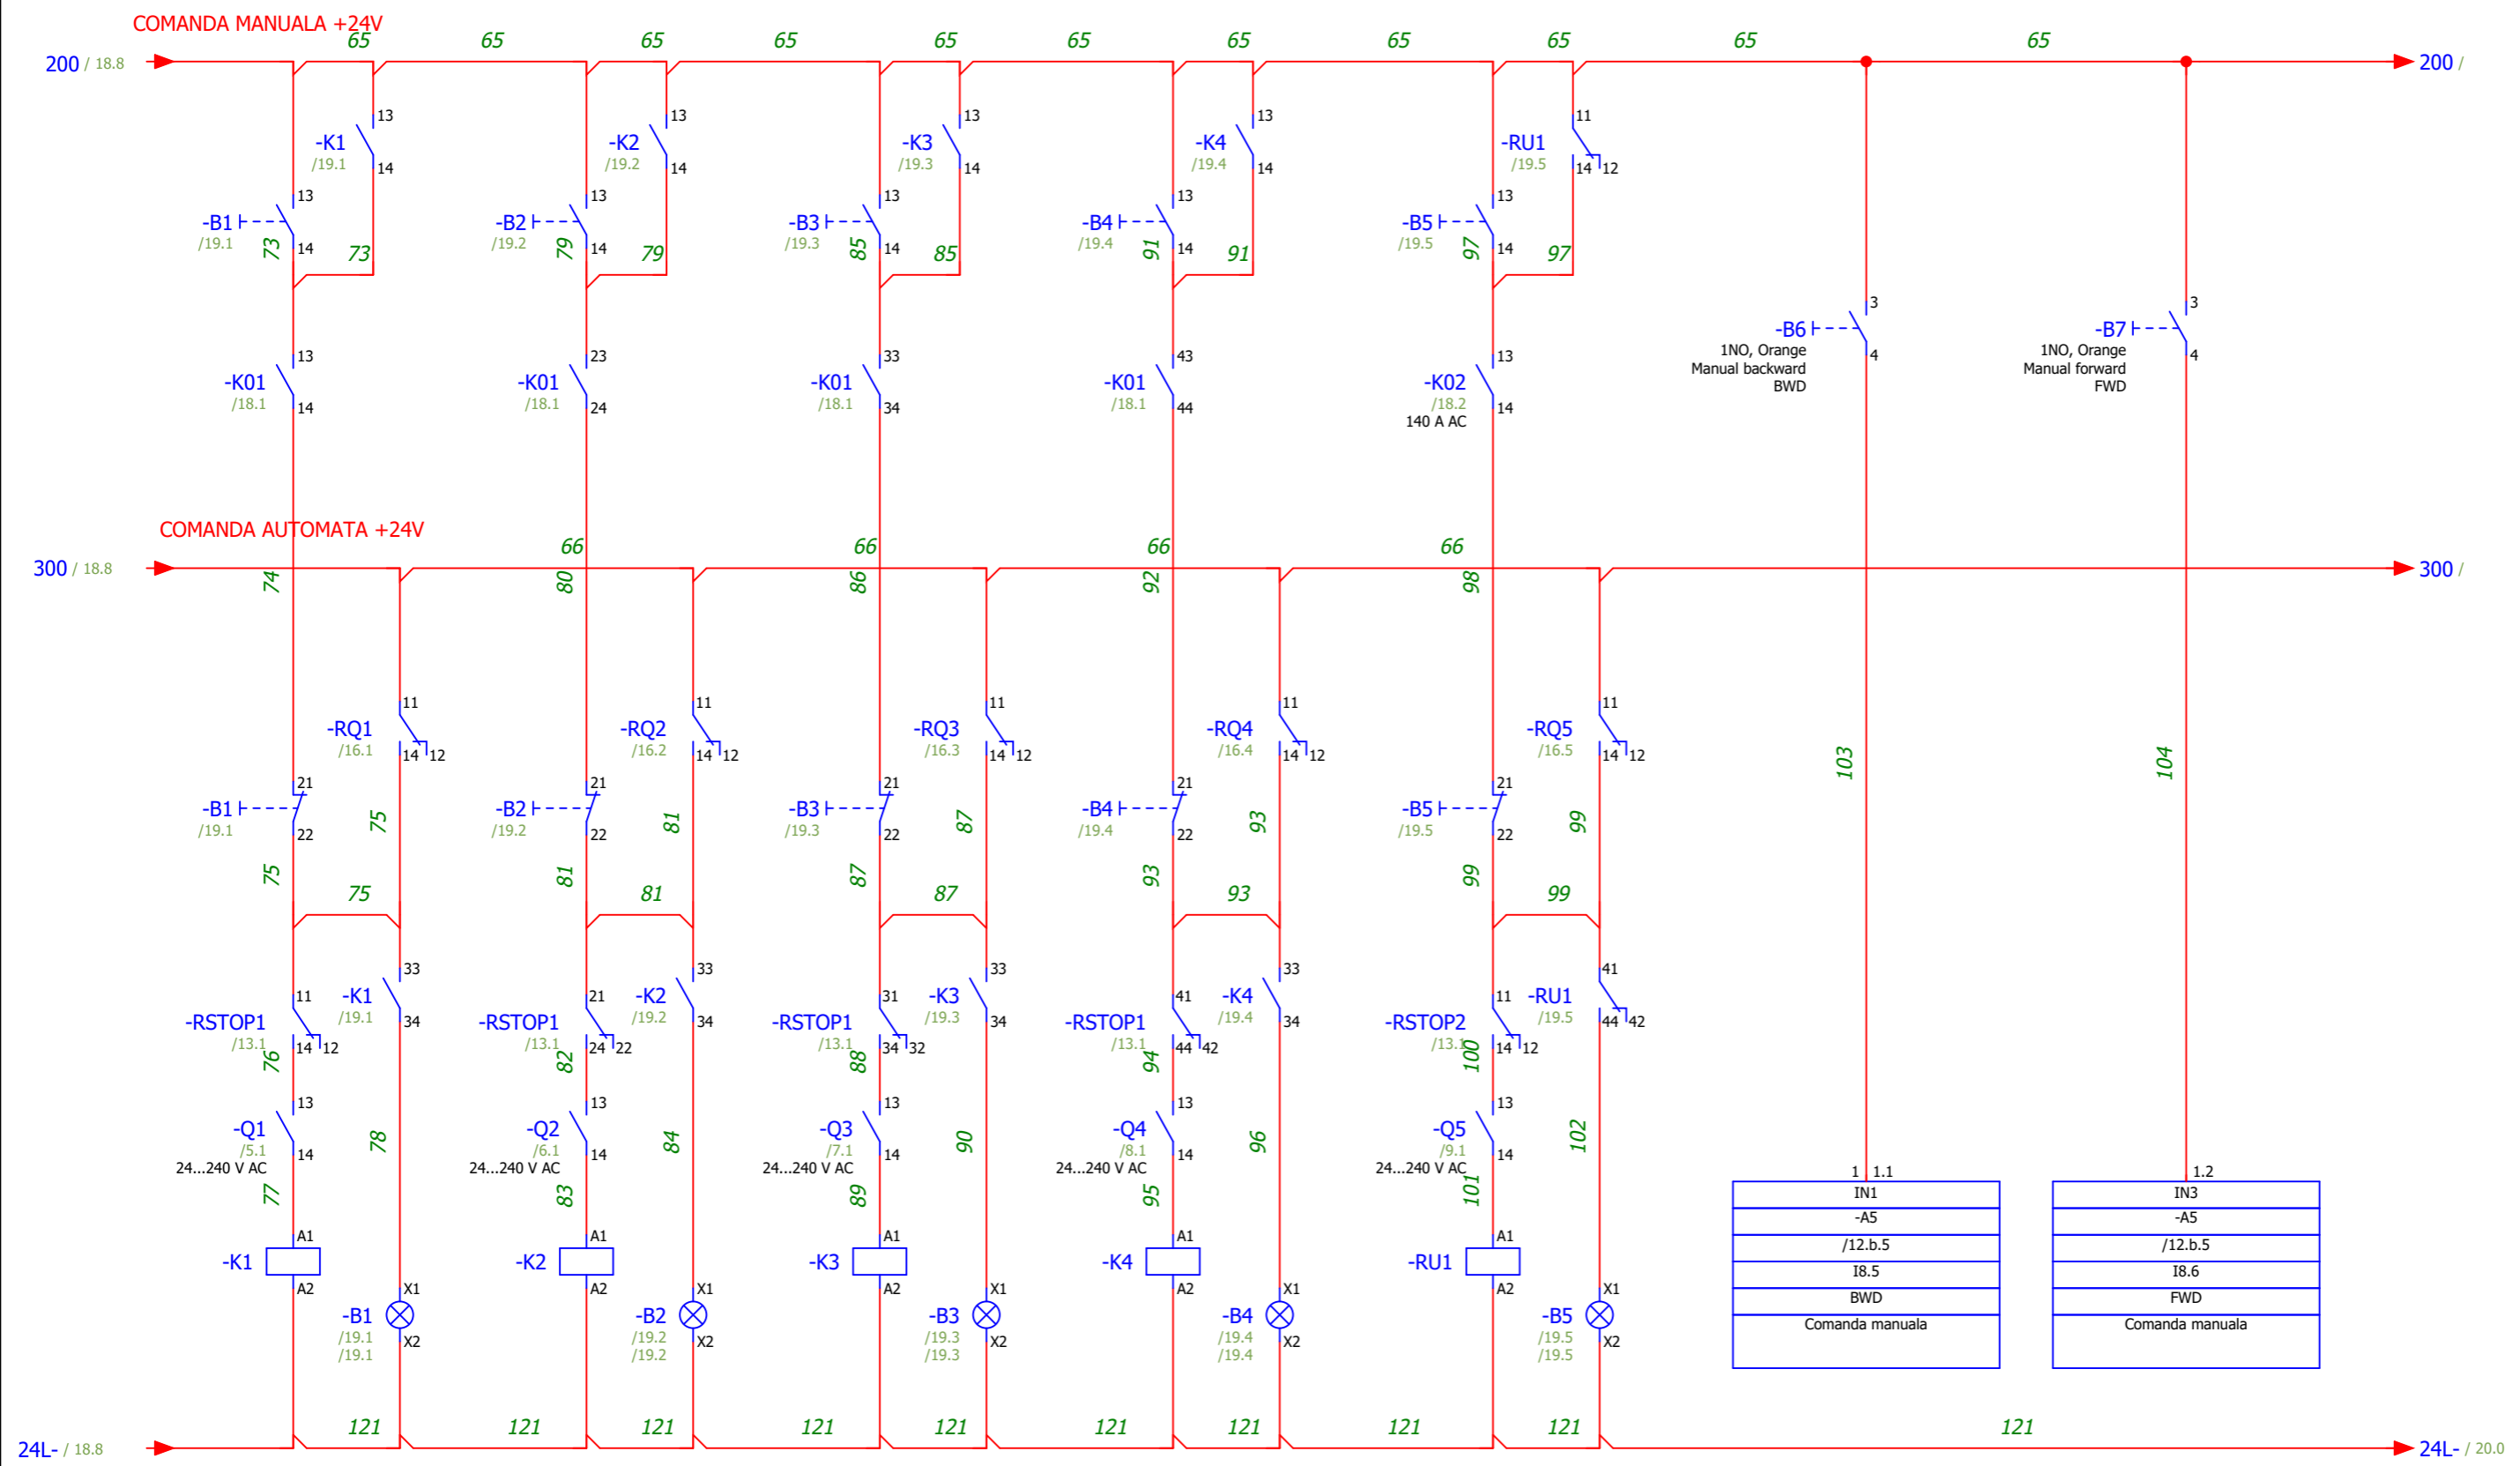 COMANDA MANUALA +24V
65 65 65 65 65 65 65 65 65 65 65
200 / 18.8 200 /
13 13 13 13 11
-K1 -K2 -K3 -K4 -RU1
/19.1 /19.2 /19.3 /19.4 /19.5
14 14 14 14 14 12
13 13 13 13 13
-B1 -B2 -B3 -B4 -B5
/19.1 /19.2 /19.3 /19.4 /19.5
14 14 14 14 14
73 73 79 79 85 85 91 91 97 97
3 3
-B6 -B7
1NO, Orange 1NO, Orange
Manual backward Manual forward
BWD FWD
4 4
13 23 33 43 13
-K01 -K01 -K01 -K01 -K02
/18.1 /18.1 /18.1 /18.1 /18.2
14 24 34 44 14
140 A AC
COMANDA AUTOMATA +24V
66 66 66 66
300 / 18.8 300 /
74 80 86 92 98
11 11 11 11 11
-RQ1 -RQ2 -RQ3 -RQ4 -RQ5
/16.1 /16.2 /16.3 /16.4 /16.5
14 12 14 12 14 12 14 12 14 12
103 104
21 21 21 21 21
-B1 -B2 -B3 -B4 -B5
/19.1 /19.2 /19.3 /19.4 /19.5
22 22 22 22 22
75 81 87 93 99
75 81 87 93 99
75 81 87 93 99
33 33 33 33 41
-K1 -K2 -K3 -K4 -RU1
/19.1 /19.2 /19.3 /19.4 /19.5
34 34 34 34 44 42
11 21 31 41 11
-RSTOP1 -RSTOP1 -RSTOP1 -RSTOP1 -RSTOP2
/13.1 /13.1 /13.1 /13.1 /13.1
14 12 24 22 34 32 44 42 14 12
76 82 88 94 100
13 13 13 13 13
-Q1 -Q2 -Q3 -Q4 -Q5
/5.1 /6.1 /7.1 /8.1 /9.1
14 14 14 14 14
24...240 V AC 24...240 V AC 24...240 V AC 24...240 V AC 24...240 V AC
78 84 90 96 102
77 83 89 95 101
1 1.1 1.2
IN1 IN3
-A5 -A5
/12.b.5 /12.b.5
I8.5 I8.6
BWD FWD
Comanda manuala Comanda manuala
A1 A1 A1 A1 A1
-K1 -K2 -K3 -K4 -RU1
A2 A2 A2 A2 A2
X1 X1 X1 X1 X1
-B1 -B2 -B3 -B4 -B5
/19.1 /19.2 /19.3 /19.4 /19.5
/19.1 /19.2 /19.3 /19.4 /19.5
X2 X2 X2 X2 X2
121 121 121 121 121 121 121 121 121 121
24L- / 18.8 24L- / 20.0